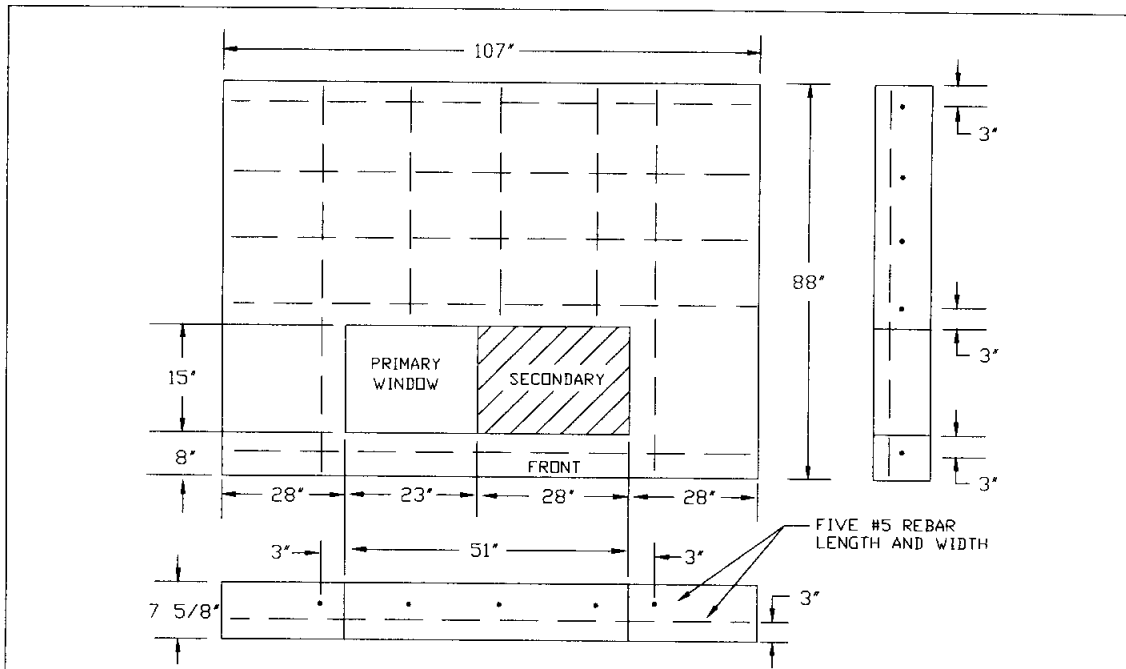 107"
3"
88"
PRIMARY
WINDOW
SECONDARY
15"
3"
8"
FRONT
3"
28"
23"
28"
28"
FIVE #5 REBAR
LENGTH AND WIDTH
3"
51"
3"
3"
7 5/8"